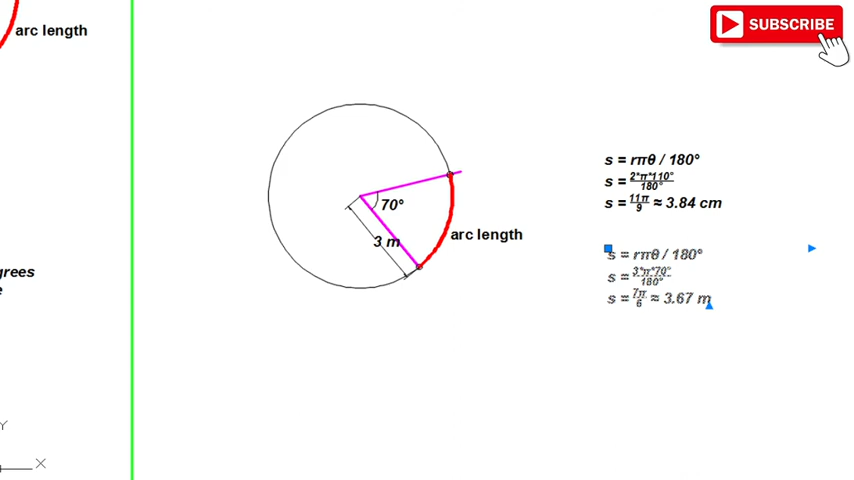 SUBSCRIBE
arc length
s = rπθ / 180°
s = 2*π*110° / 180°
s = 11π / 9 ≈ 3.84 cm
70°
3 m
arc length
s = rπθ / 180°
s = 3*π*70° / 180°
s = 7π / 6 ≈ 3.67 m
grees
e
Y
X